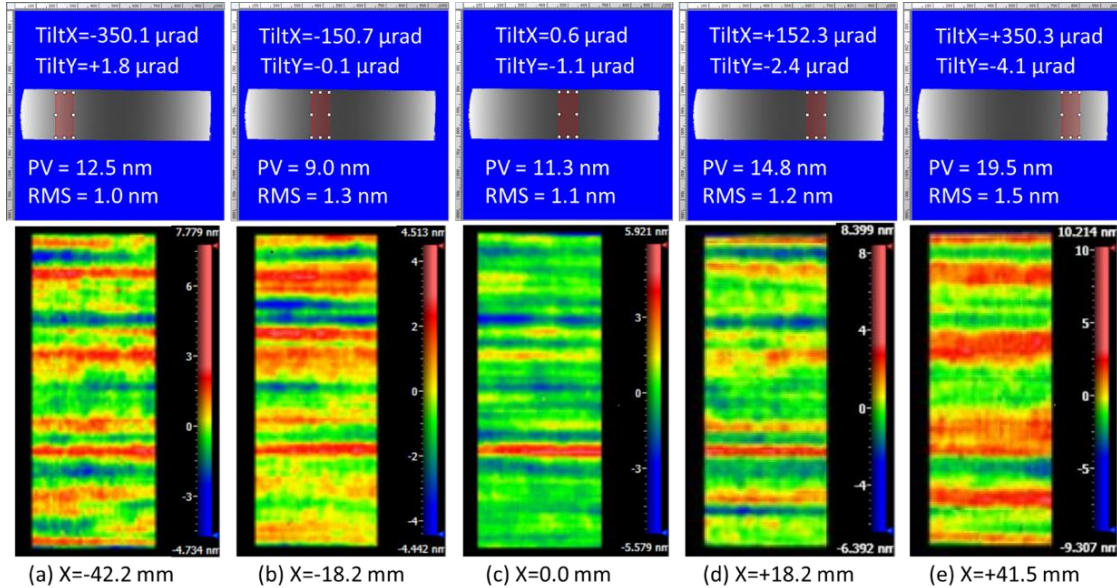 TiltX=-350.1 µrad
TiltY=+1.8 µrad
PV = 12.5 nm
RMS = 1.0 nm
TiltX=-150.7 µrad
TiltY=-0.1 µrad
PV = 9.0 nm
RMS = 1.3 nm
TiltX=0.6 µrad
TiltY=-1.1 µrad
PV = 11.3 nm
RMS = 1.1 nm
TiltX=+152.3 µrad
TiltY=-2.4 µrad
PV = 14.8 nm
RMS = 1.2 nm
TiltX=+350.3 µrad
TiltY=-4.1 µrad
PV = 19.5 nm
RMS = 1.5 nm
7.779 nm
6
3
0
-3
-4.734 nm
4.513 nm
4
2
0
-2
-4
-4.442 nm
5.921 nm
3
0
-3
-5.579 nm
8.399 nm
8
4
0
-4
-6.392 nm
10.214 nm
10
5
0
-5
-9.307 nm
(a) X=-42.2 mm
(b) X=-18.2 mm
(c) X=0.0 mm
(d) X=+18.2 mm
(e) X=+41.5 mm